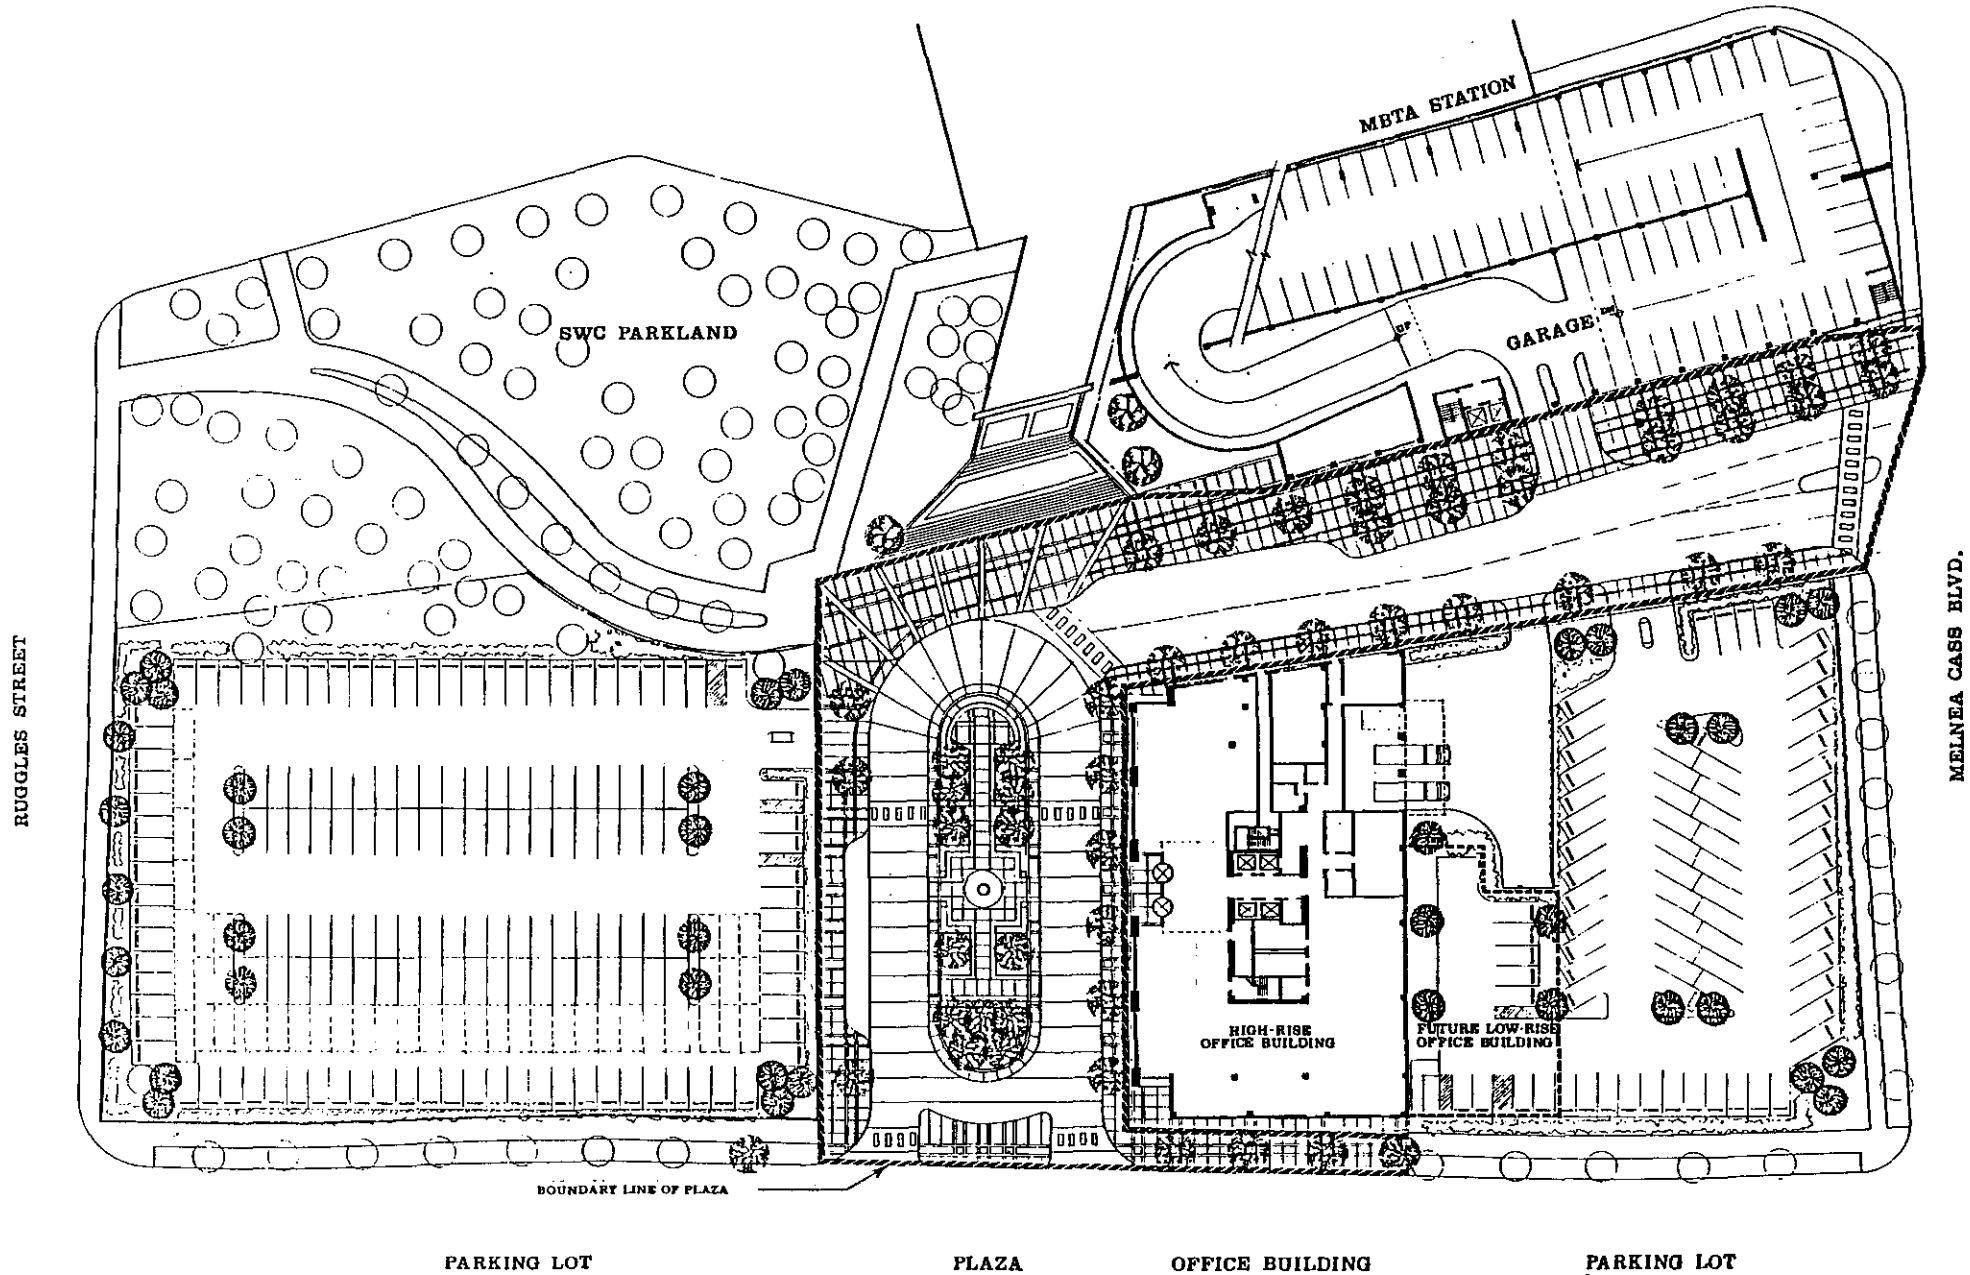 MBTA STATION
SWC PARKLAND
UP
GARAGE
RUGGLES STREET
MELNEA CASS BLVD.
HIGH-RISE
OFFICE BUILDING
FUTURE LOW-RISE
OFFICE BUILDING
BOUNDARY LINE OF PLAZA
PARKING LOT
PLAZA
OFFICE BUILDING
PARKING LOT